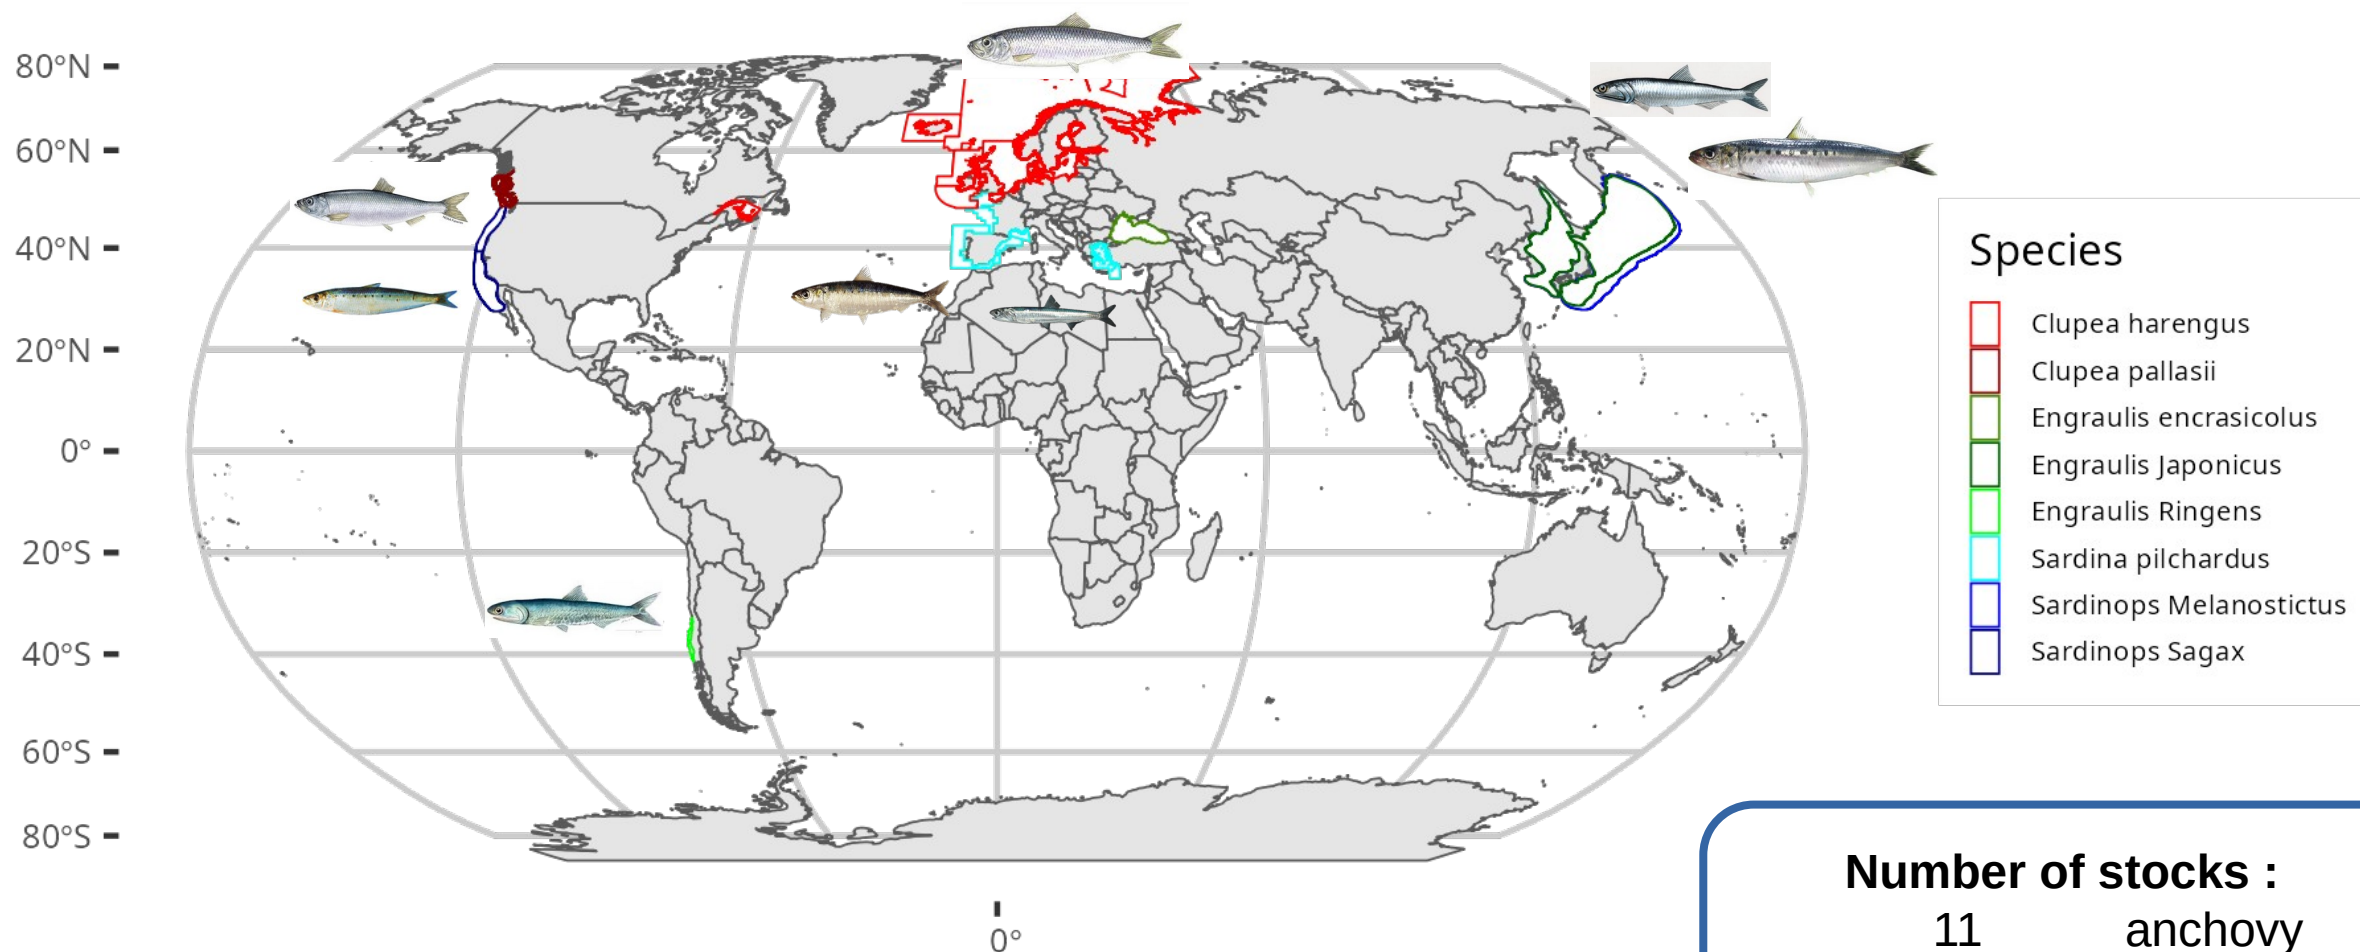 80°N
60°N
40°N
20°N
0°
20°S
40°S
60°S
80°S
0°
Species
Clupea harengus
Clupea pallasii
Engraulis encrasicolus
Engraulis Japonicus
Engraulis Ringens
Sardina pilchardus
Sardinops Melanostictus
Sardinops Sagax
Number of stocks :
11 anchovy